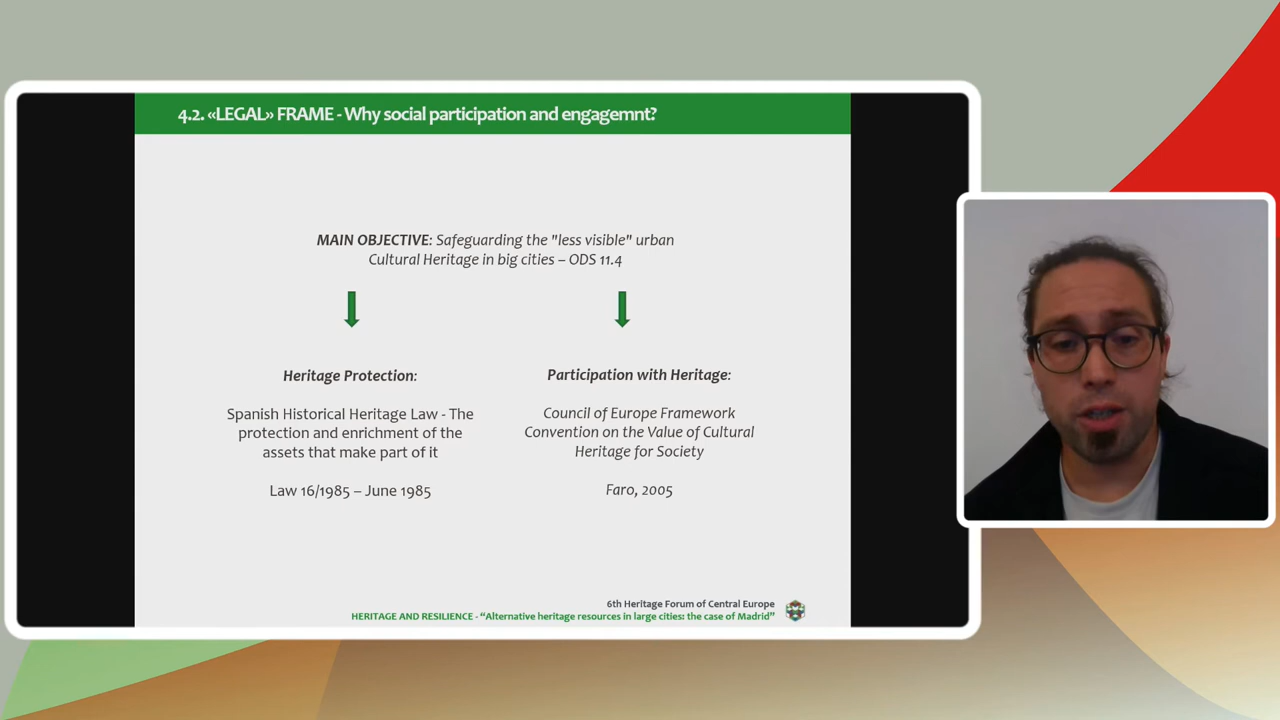 4.2. «LEGAL» FRAME - Why social participation and engagemnt?
MAIN OBJECTIVE: Safeguarding the "less visible" urban
Cultural Heritage in big cities – ODS 11.4
Heritage Protection:
Spanish Historical Heritage Law - The
protection and enrichment of the
assets that make part of it
Law 16/1985 – June 1985
Participation with Heritage:
Council of Europe Framework
Convention on the Value of Cultural
Heritage for Society
Faro, 2005
6th Heritage Forum of Central Europe
HERITAGE AND RESILIENCE - “Alternative heritage resources in large cities: the case of Madrid”